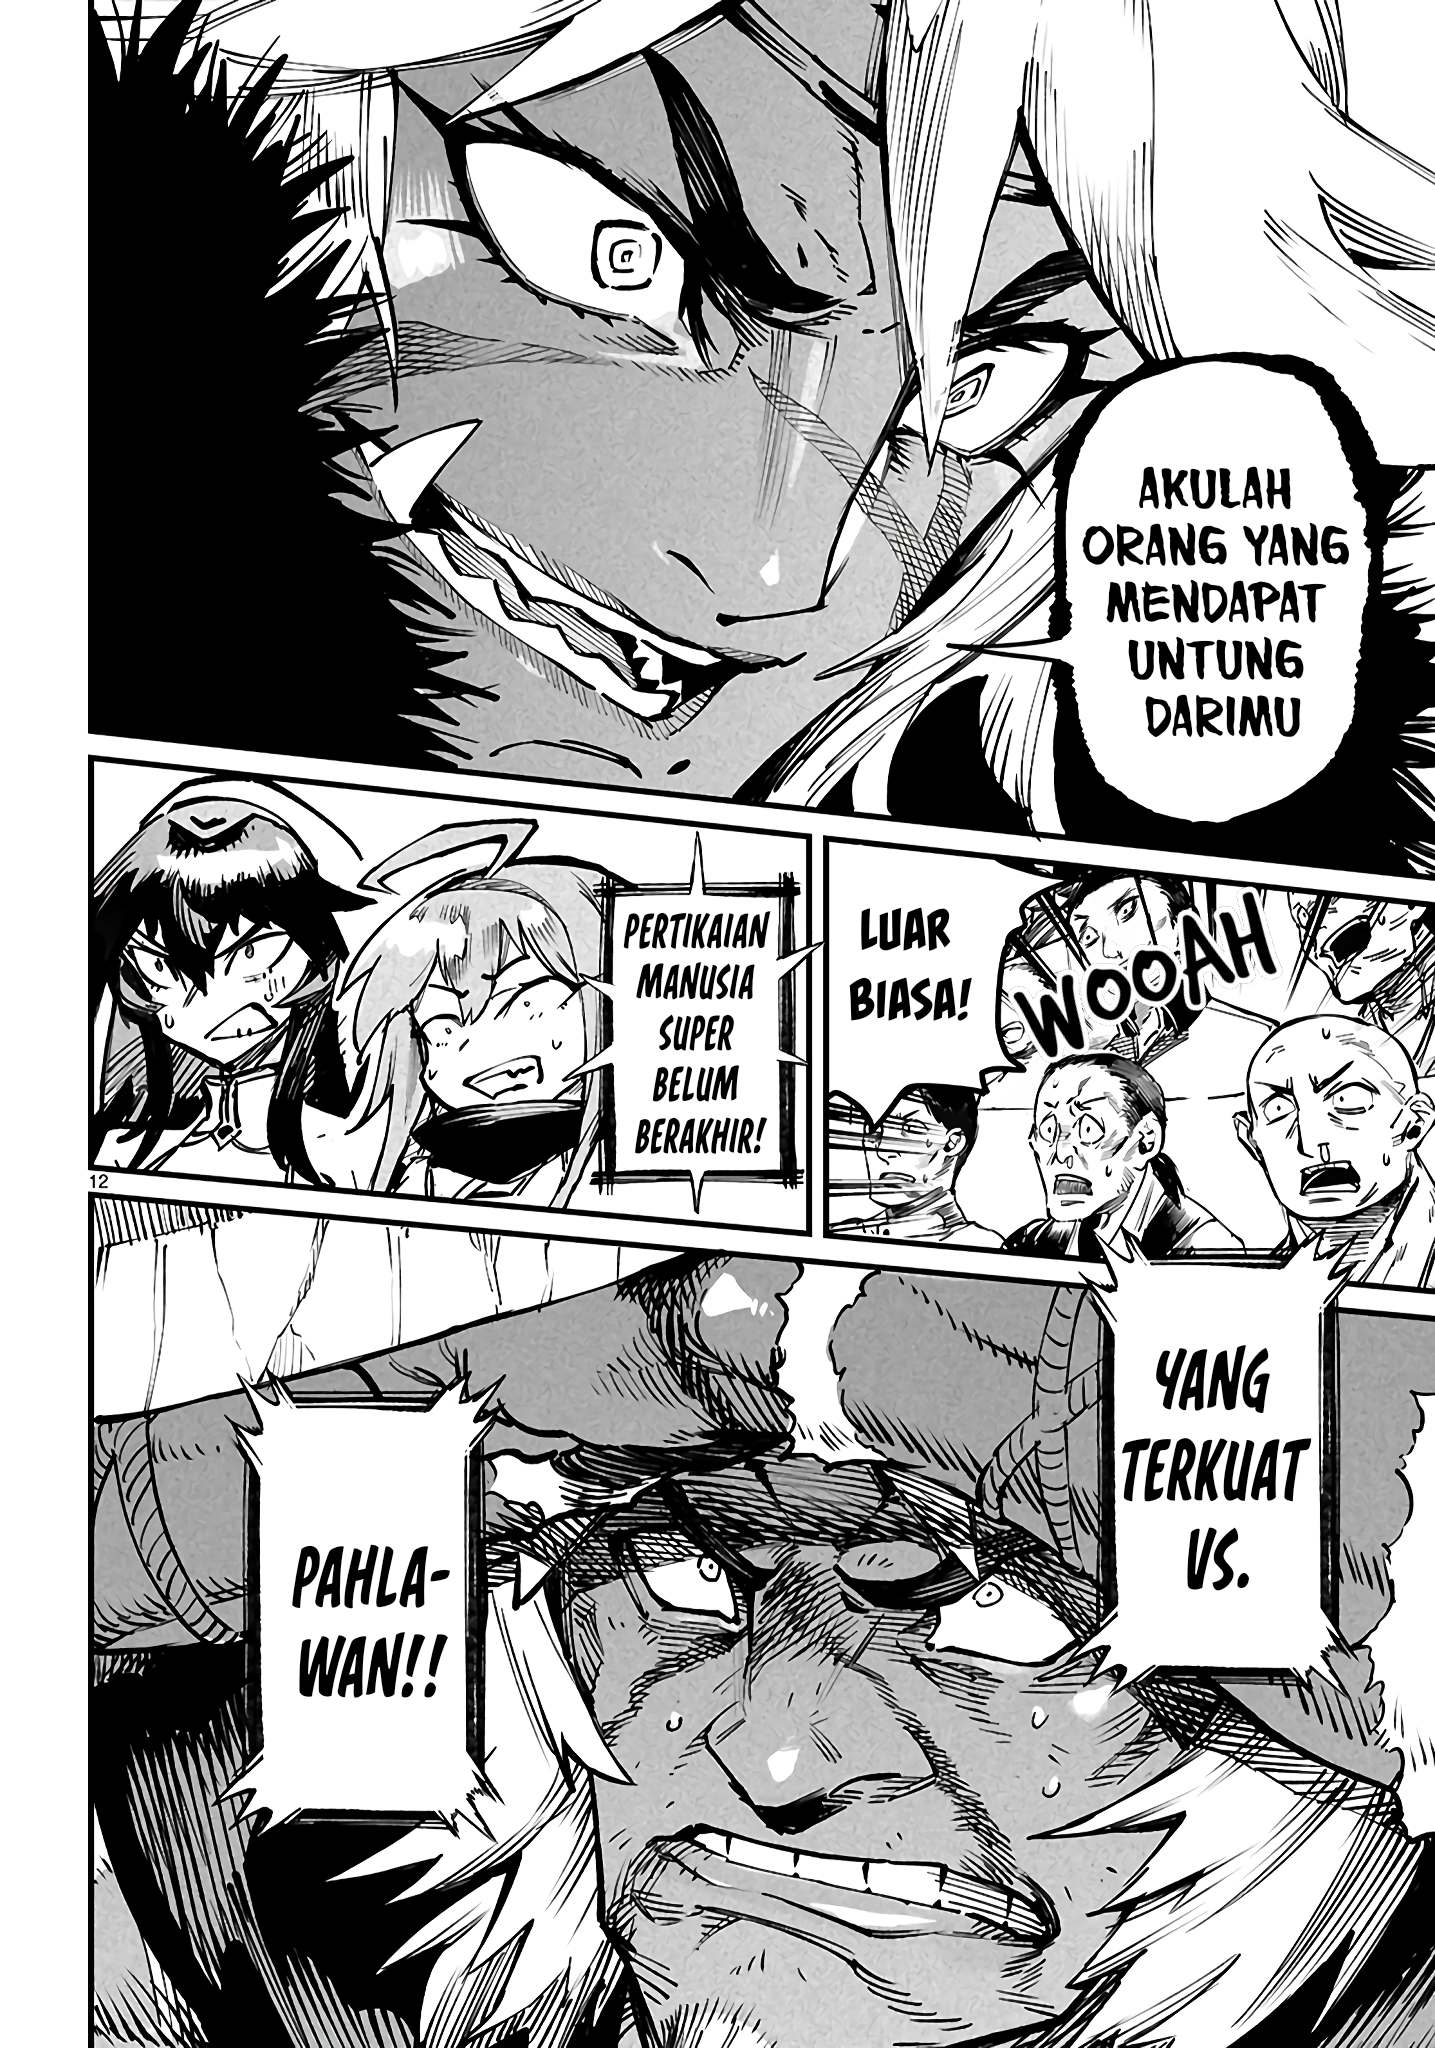 AKULAH
ORANG YANG
MENDAPAT
UNTUNG
DARIMU
WOOAH
LUAR
BIASA!
PERTIKAIAN
MANUSIA
SUPER
BELUM
BERAKHIR!
12
YANG
TERKUAT
VS.
PAHLA-
WAN!!